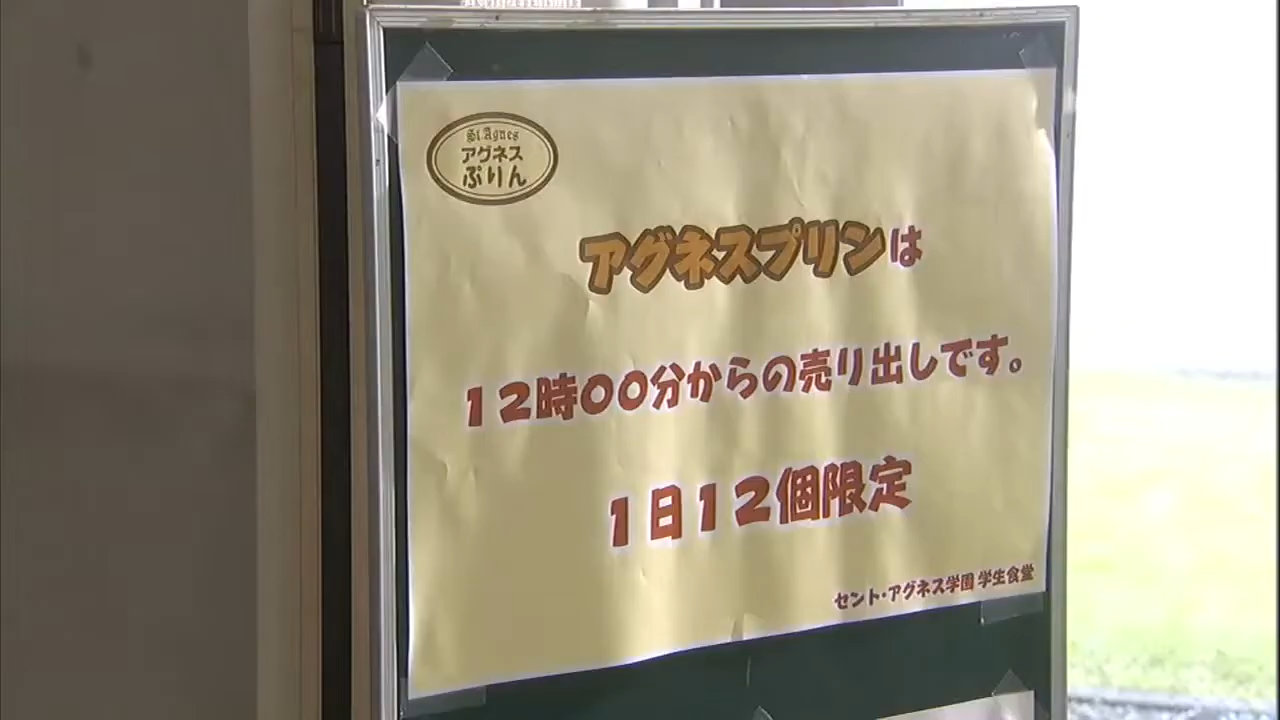 St.Agnes
アグネス
ぷりん
アグネスプリンは
12時00分からの売り出しです。
1日12個限定
セント・アグネス学園 学生食堂